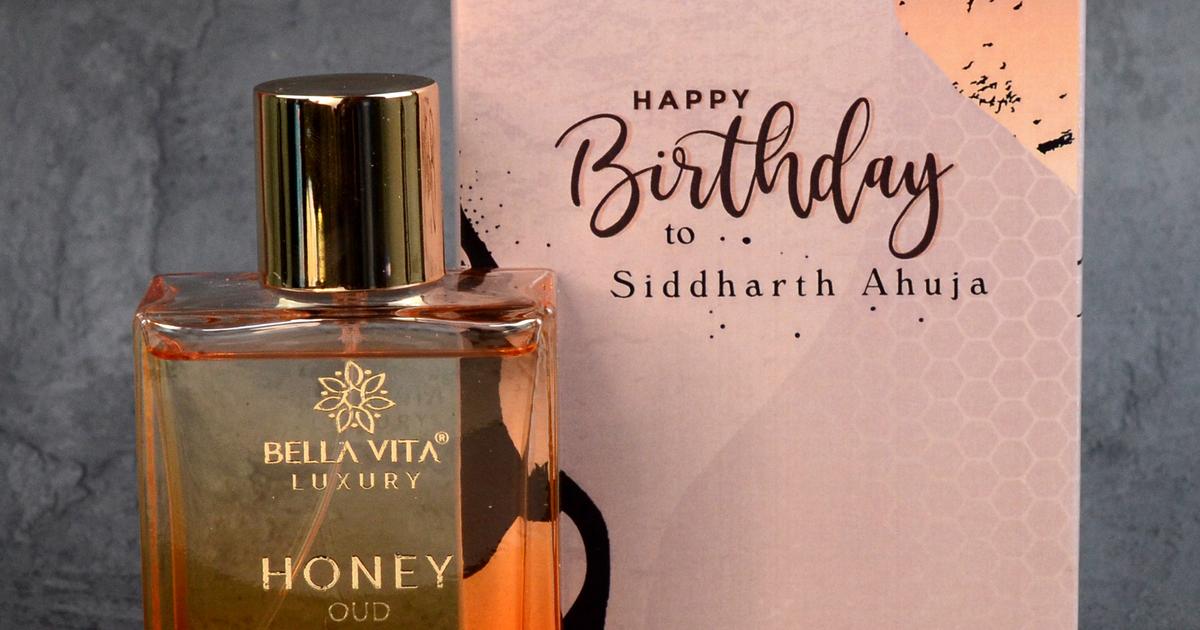 HAPPY
Birthday
to
Siddharth Ahuja
BELLA VITA®
LUXURY
HONEY
OUD